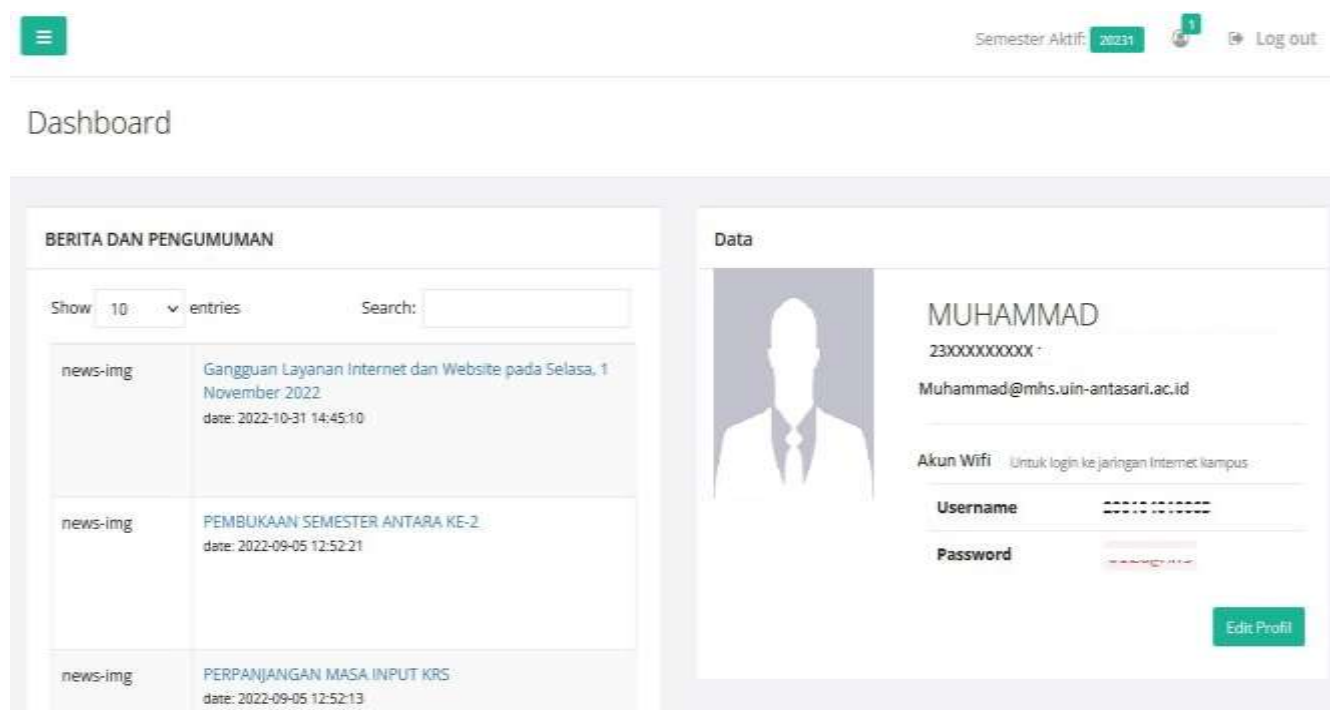 Semester Aktif: 20231 1 Log out
Dashboard
BERITA DAN PENGUMUMAN
Show 10 entries Search:
news-img
Gangguan Layanan Internet dan Website pada Selasa, 1
November 2022
date: 2022-10-31 14:45:10
news-img
PEMBUKAAN SEMESTER ANTARA KE-2
date: 2022-09-05 12:52:21
news-img
PERPANJANGAN MASA INPUT KRS
date: 2022-09-05 12:52:13
Data
MUHAMMAD
23XXXXXXXXX
Muhammad@mhs.uin-antasari.ac.id
Akun Wifi Untuk login ke jaringan Internet kampus
Username
Password
Edit Profil